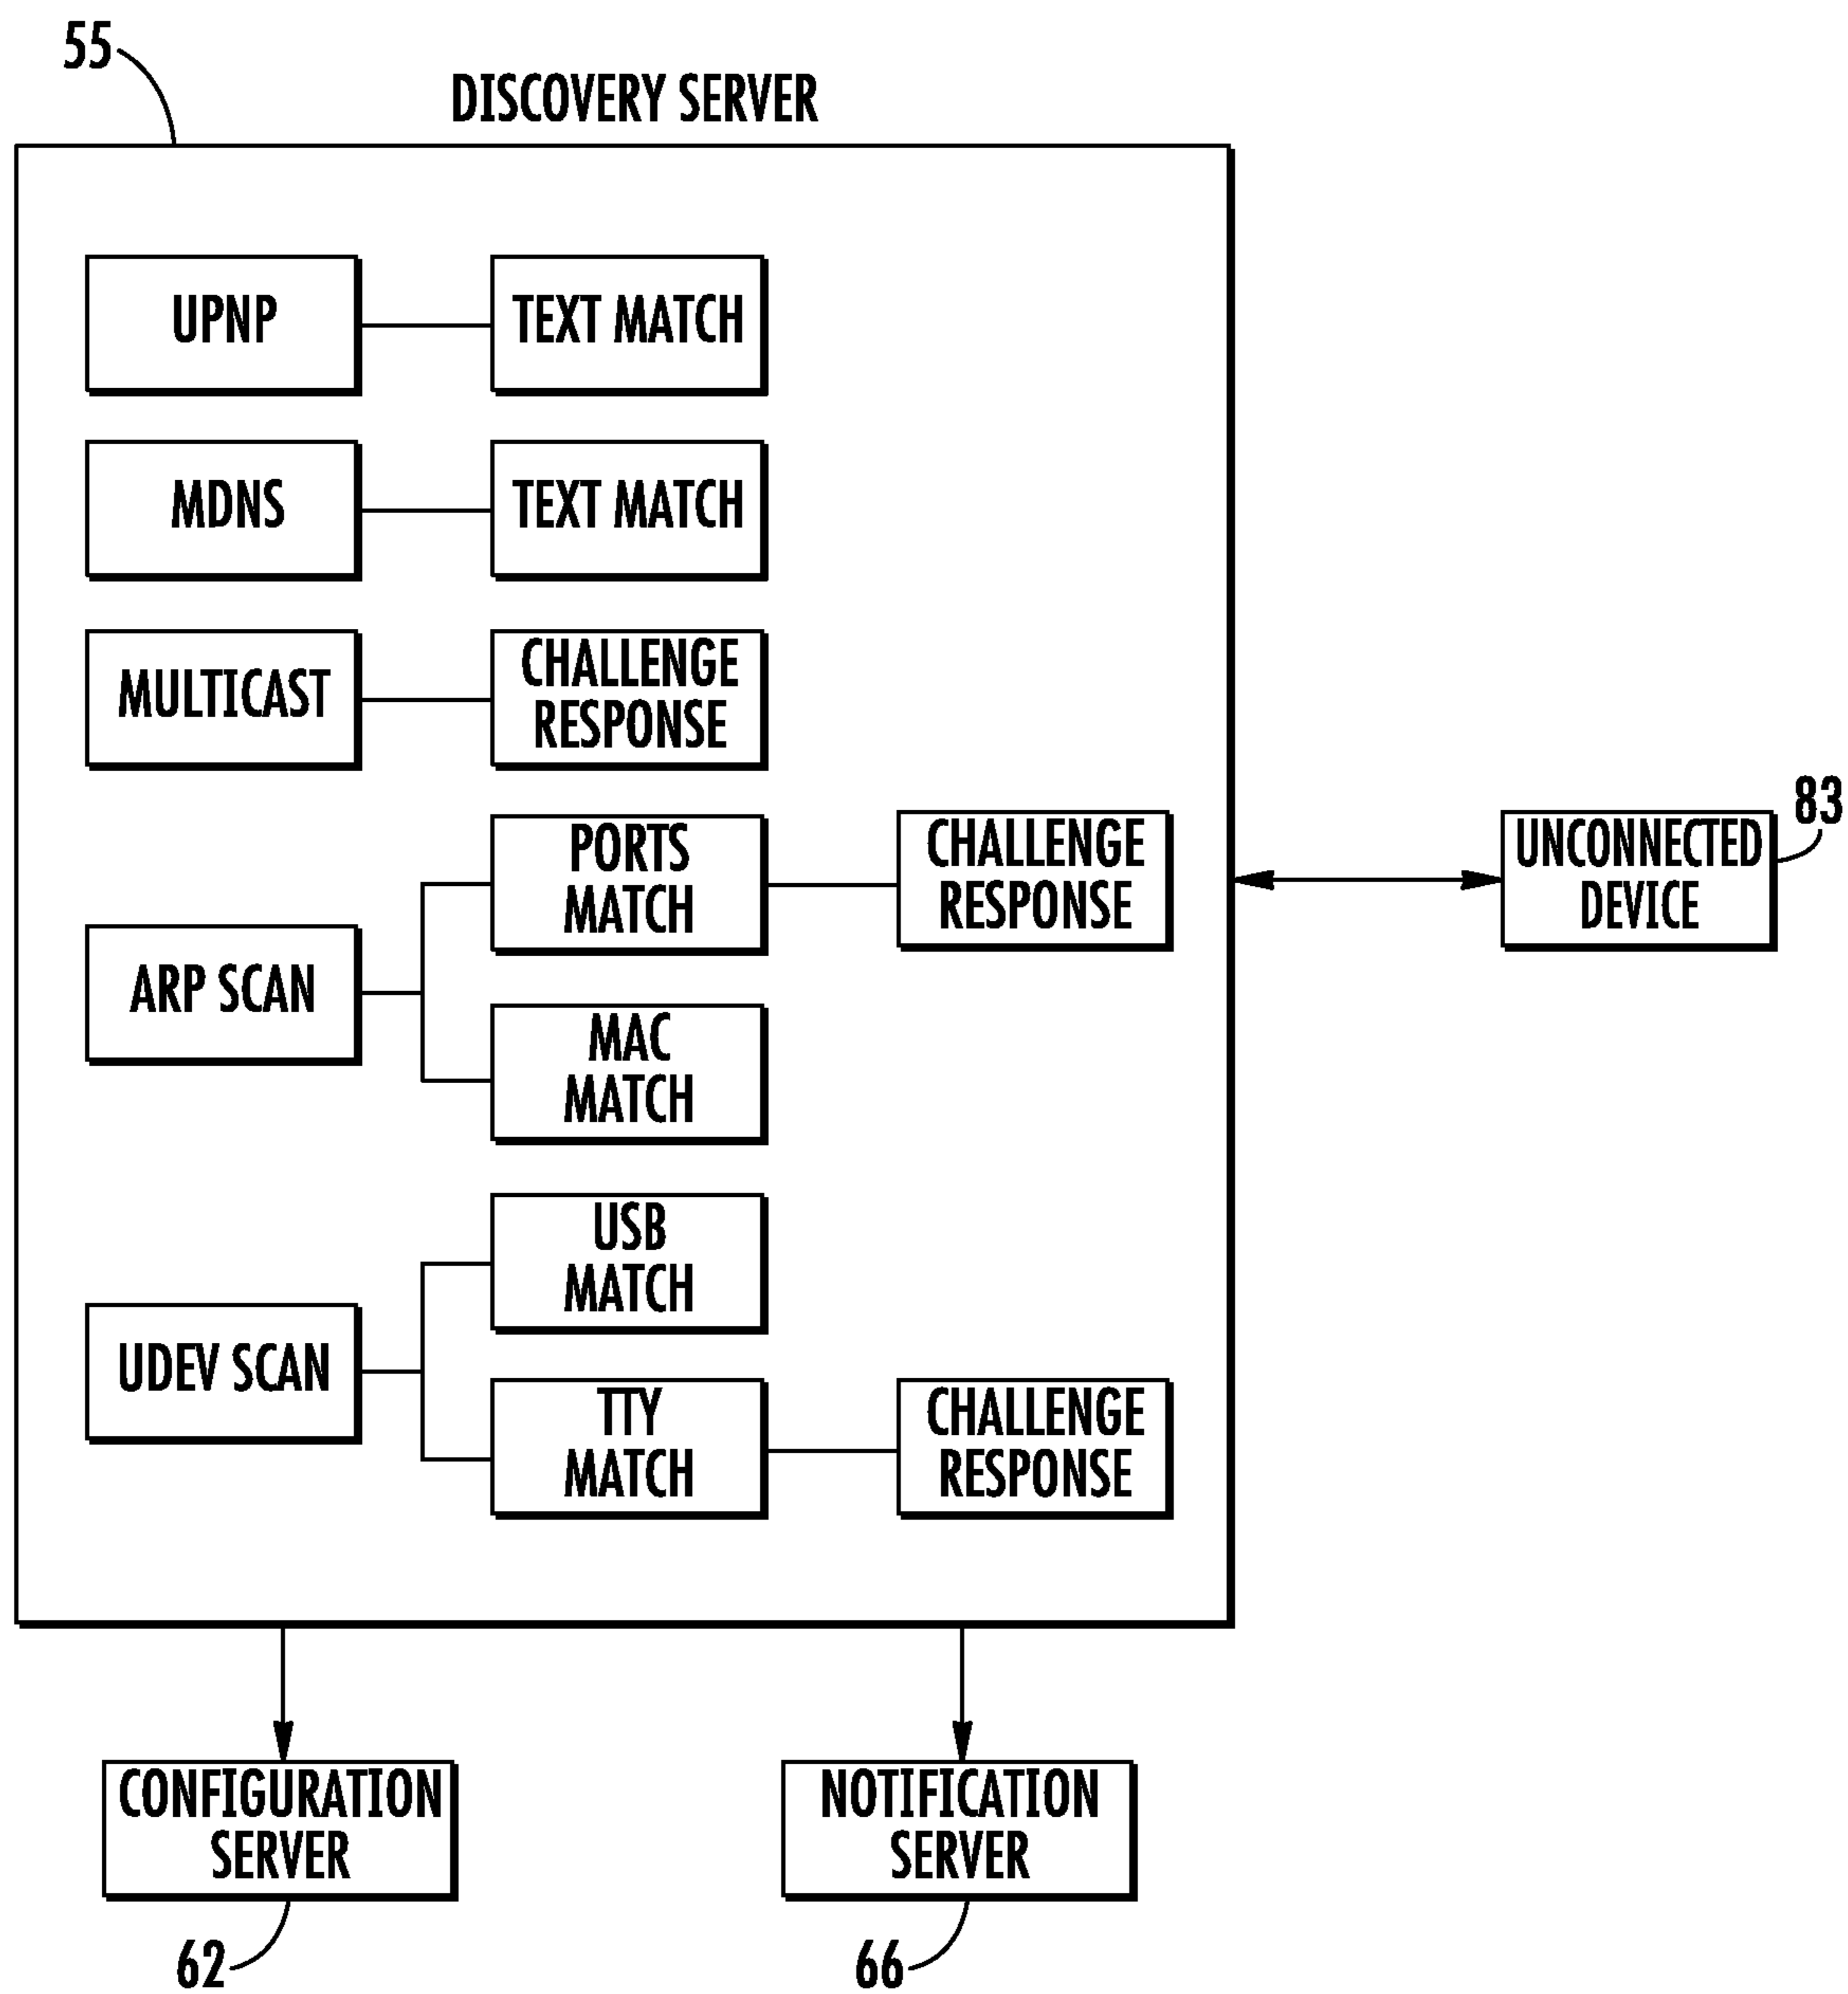 55
DISCOVERY SERVER
UPNP
TEXT MATCH
MDNS
TEXT MATCH
MULTICAST
CHALLENGE
RESPONSE
ARP SCAN
PORTS
MATCH
CHALLENGE
RESPONSE
MAC
MATCH
UDEV SCAN
USB
MATCH
TTY
MATCH
CHALLENGE
RESPONSE
UNCONNECTED
DEVICE
83
CONFIGURATION
SERVER
62
NOTIFICATION
SERVER
66